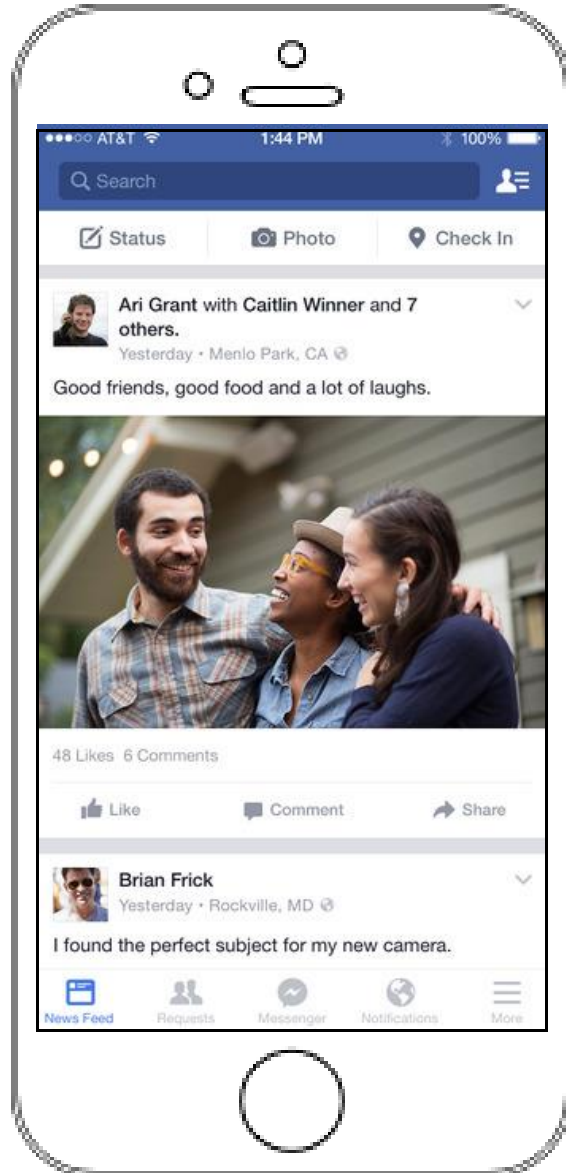 AT&T 1:44 PM 100%
Search
Status Photo Check In
Ari Grant with Caitlin Winner and 7
others.
Yesterday • Menlo Park, CA
Good friends, good food and a lot of laughs.
48 Likes 6 Comments
Like Comment Share
Brian Frick
Yesterday • Rockville, MD
I found the perfect subject for my new camera.
News Feed Requests Messenger Notifications More